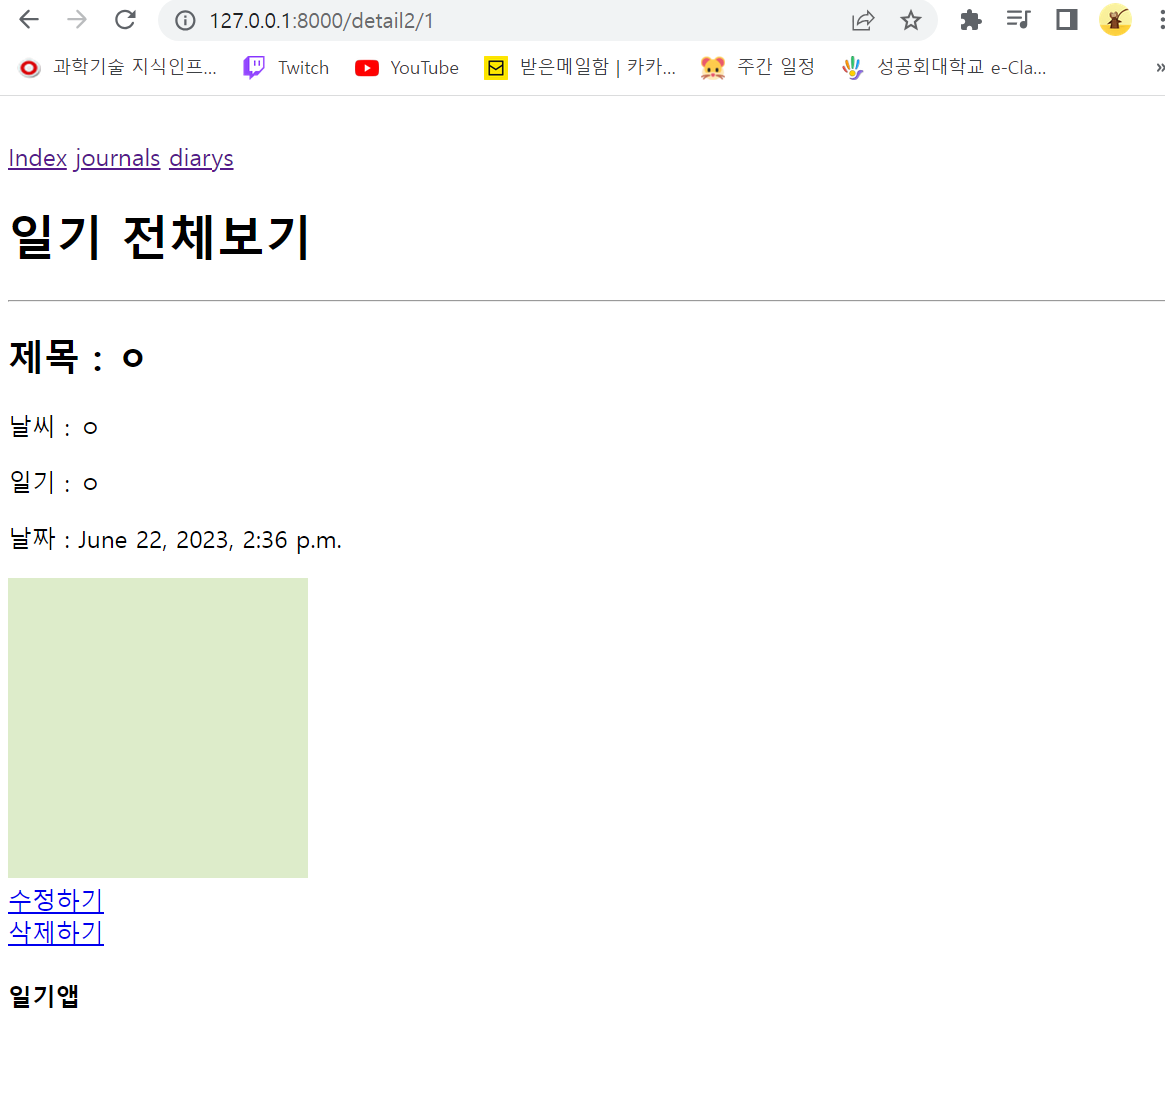 127.0.0.1:8000/detail2/1
과학기술 지식인프... Twitch YouTube 받은메일함 | 카카... 주간 일정 성공회대학교 e-Cla... »
Index journals diarys
일기 전체보기
제목 : ㅇ
날씨 : ㅇ
일기 : ㅇ
날짜 : June 22, 2023, 2:36 p.m.
수정하기
삭제하기
일기앱